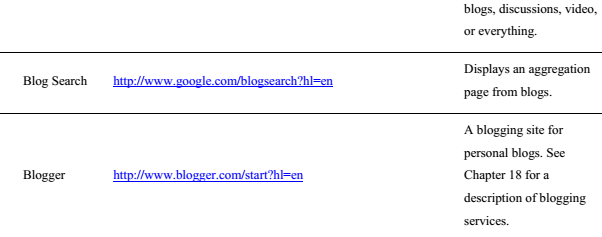 blogs, discussions, video,
or everything.
Blog Search http://www.google.com/blogsearch?hl=en
Displays an aggregation
page from blogs.
A blogging site for
personal blogs. See
Blogger http://www.blogger.com/start?hl=en Chapter 18 for a
description of blogging
services.